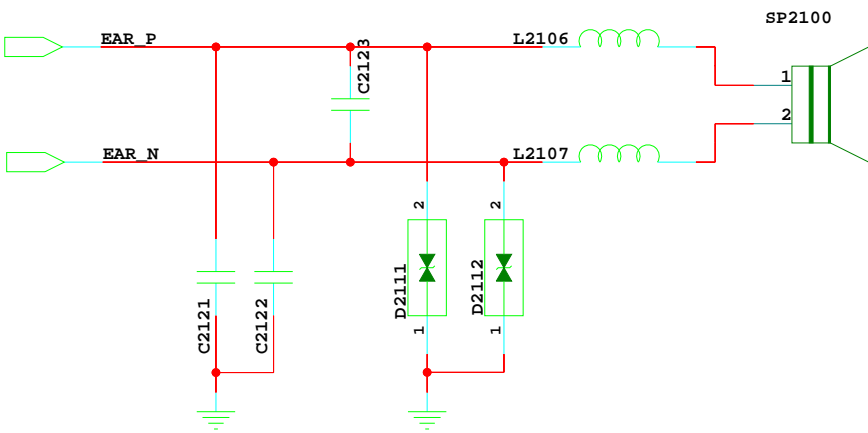 SP2100
EAR_P
L2106
C2123
1
2
EAR_N
L2107
2
2
D2111
D2112
C2121
C2122
1
1